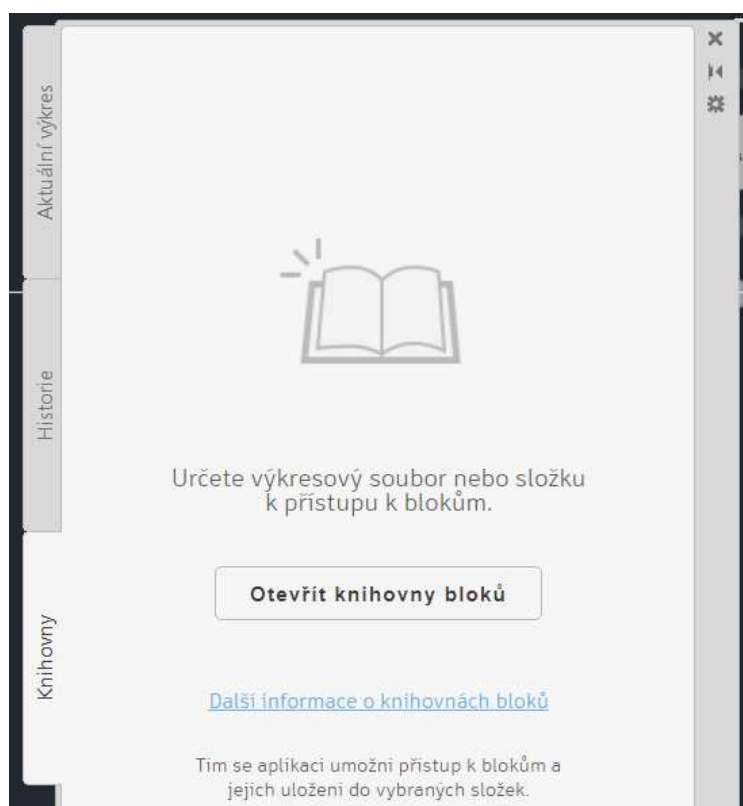 Aktuální výkres
Historie
Knihovny
Určete výkresový soubor nebo složku
k přístupu k blokům.
Otevřít knihovny bloků
Další informace o knihovnách bloků
Tím se aplikaci umožní přístup k blokům a
jejich uložení do vybraných složek.